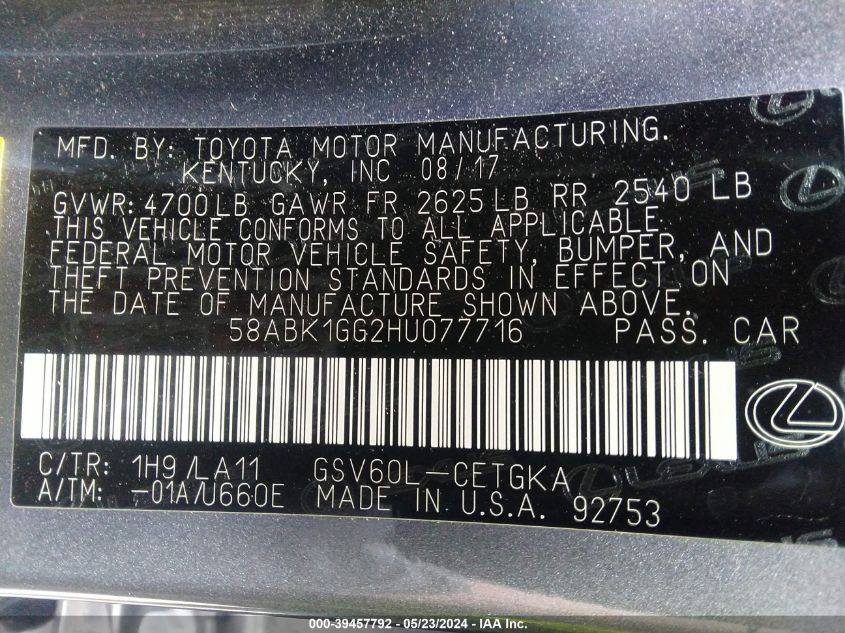 MFD. BY: TOYOTA MOTOR MANUFACTURING.
KENTUCKY, INC 08/17
GVWR: 4700LB GAWR FR 2625LB RR 2540 LB
THIS VEHICLE CONFORMS TO ALL APPLICABLE
FEDERAL MOTOR VEHICLE SAFETY, BUMPER, AND
THEFT PREVENTION STANDARDS IN EFFECT ON
THE DATE OF MANUFACTURE SHOWN ABOVE.
58ABK1GG2HU077716 PASS. CAR
C/TR: 1H9/LA11 GSV60L-CETGKA
A/TM: -01A/U660E MADE IN U.S.A. 92753
LEXUS
000-39457792 - 05/23/2024 - IAA Inc.